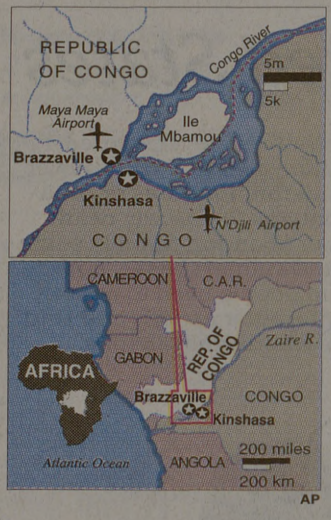 REPUBLIC
OF CONGO
Congo River
5m
5k
Maya Maya
Airport
Ile
Mbamou
Brazzaville
Kinshasa
N'Djili Airport
CONGO
CAMEROON
C.A.R.
GABON
REP. OF
CONGO
Zaire R.
AFRICA
Brazzaville
CONGO
Kinshasa
Atlantic Ocean
ANGOLA
200 miles
200 km
AP